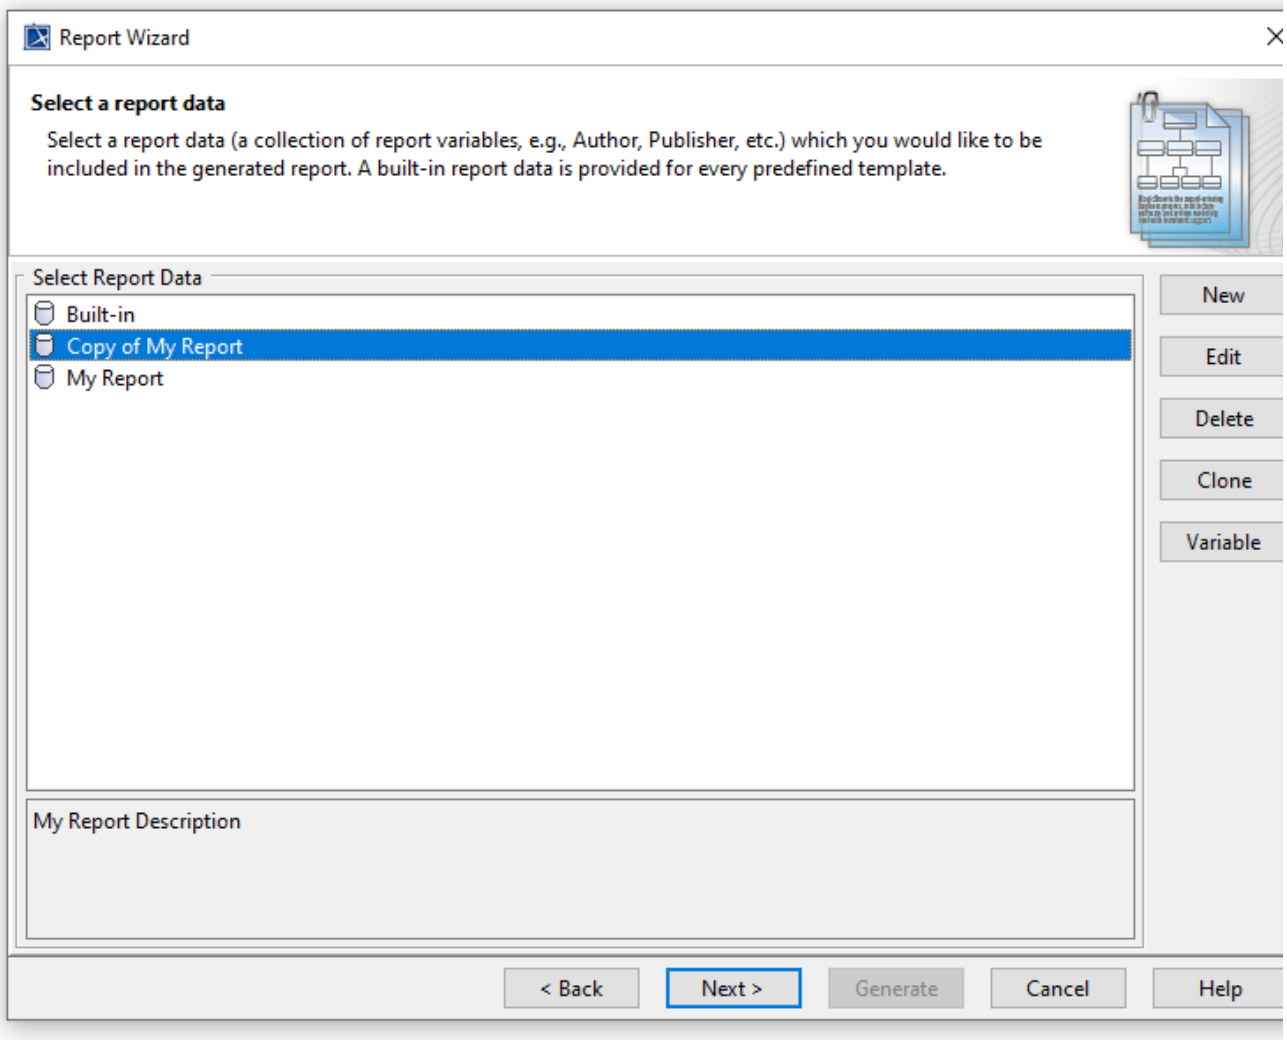 Report Wizard
Select a report data
Select a report data (a collection of report variables, e.g., Author, Publisher, etc.) which you would like to be
included in the generated report. A built-in report data is provided for every predefined template.
Select Report Data
Built-in
Copy of My Report
My Report
New
Edit
Delete
Clone
Variable
My Report Description
< Back
Next >
Generate
Cancel
Help